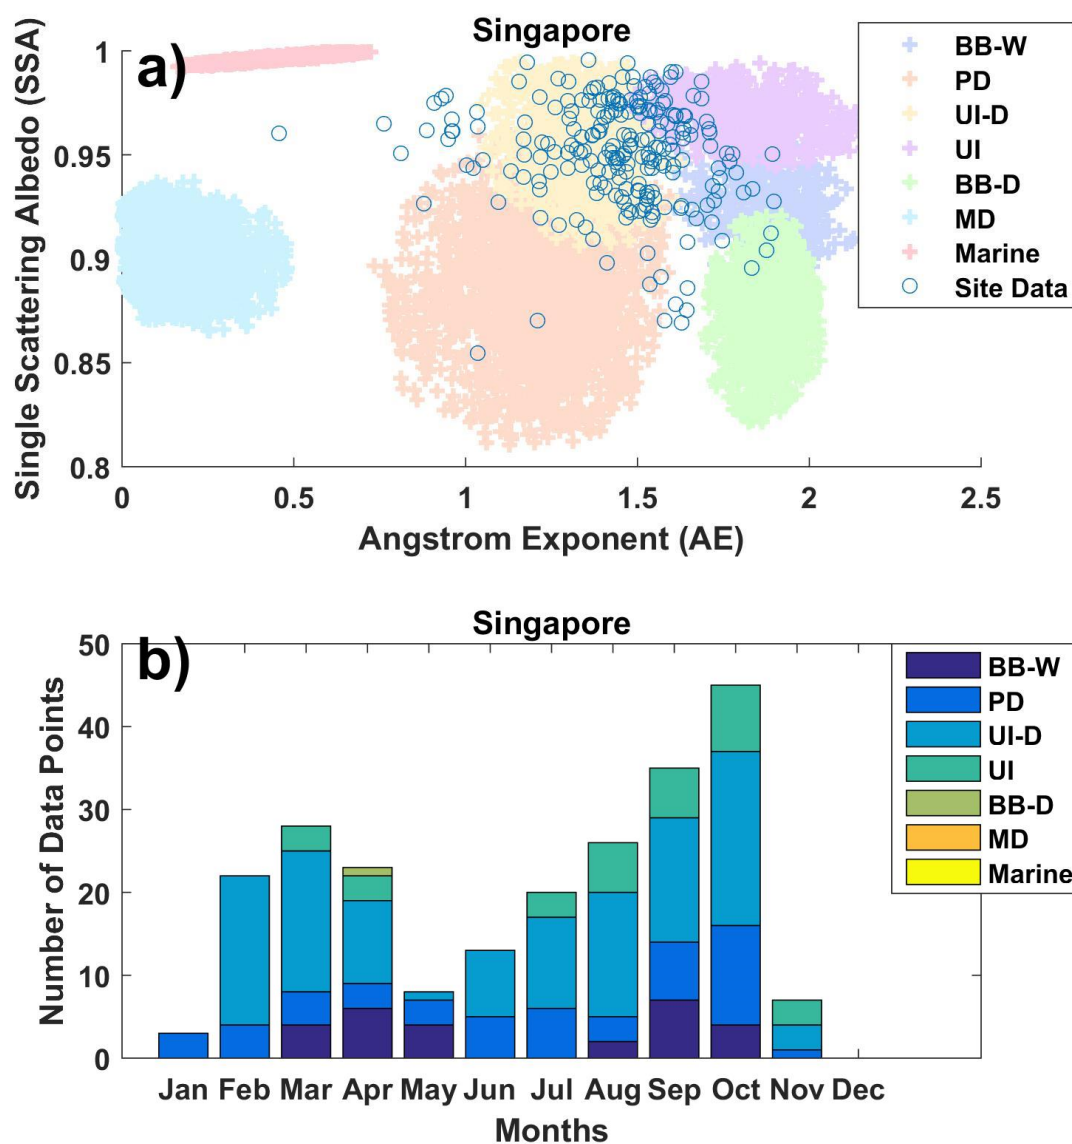 Singapore
a)
1
0.95
0.9
0.85
0.8
Single Scattering Albedo (SSA)
0 0.5 1 1.5 2 2.5
Angstrom Exponent (AE)
BB-W
PD
UI-D
UI
BB-D
MD
Marine
Site Data
Singapore
b)
50
40
30
20
10
0
Number of Data Points
Jan Feb Mar Apr May Jun Jul Aug Sep Oct Nov Dec
Months
BB-W
PD
UI-D
UI
BB-D
MD
Marine